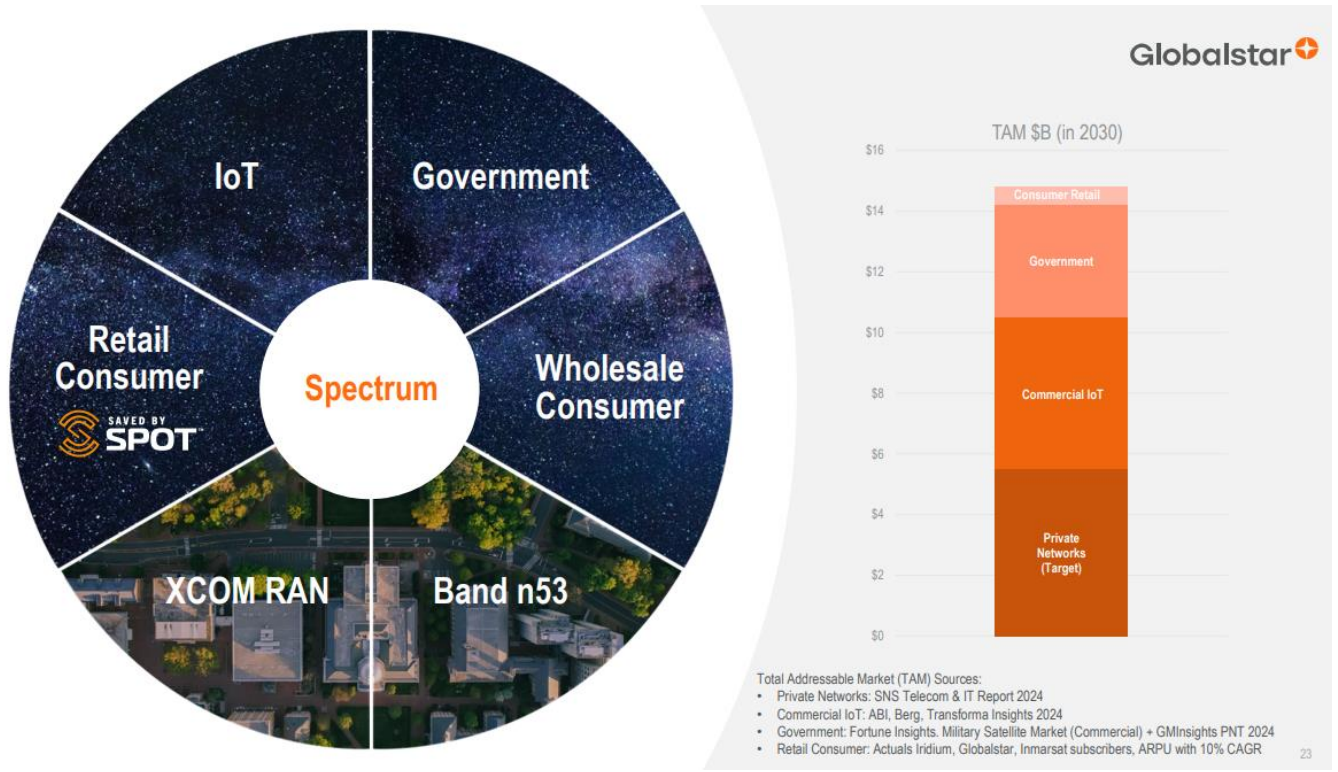 Globalstar
IoT
Government
Retail
Consumer
SAVED BY
SPOT™
Spectrum
Wholesale
Consumer
XCOM RAN
Band n53
TAM $B (in 2030)
$16
$14
$12
$10
$8
$6
$4
$2
$0
Consumer Retail
Government
Commercial IoT
Private
Networks
(Target)
Total Addressable Market (TAM) Sources:
• Private Networks: SNS Telecom & IT Report 2024
• Commercial IoT: ABI, Berg, Transforma Insights 2024
• Government: Fortune Insights. Military Satellite Market (Commercial) + GMInsights PNT 2024
• Retail Consumer: Actuals Iridium, Globalstar, Inmarsat subscribers, ARPU with 10% CAGR
23